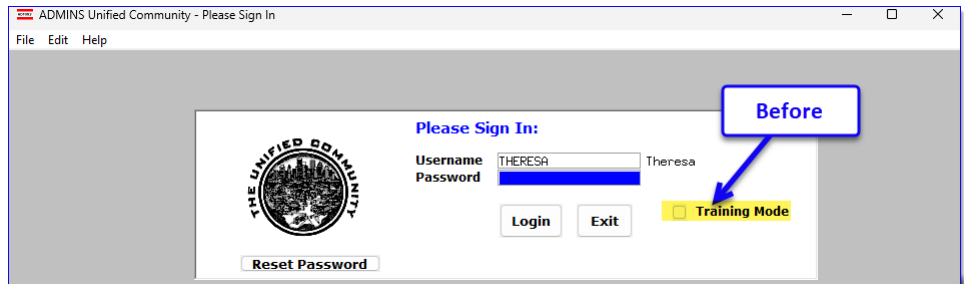 ADMINS Unified Community - Please Sign In
File Edit Help
Before
Please Sign In:
THE UNIFIED COMMUNITY
Username THERESA Theresa
Password
Training Mode
Login Exit
Reset Password